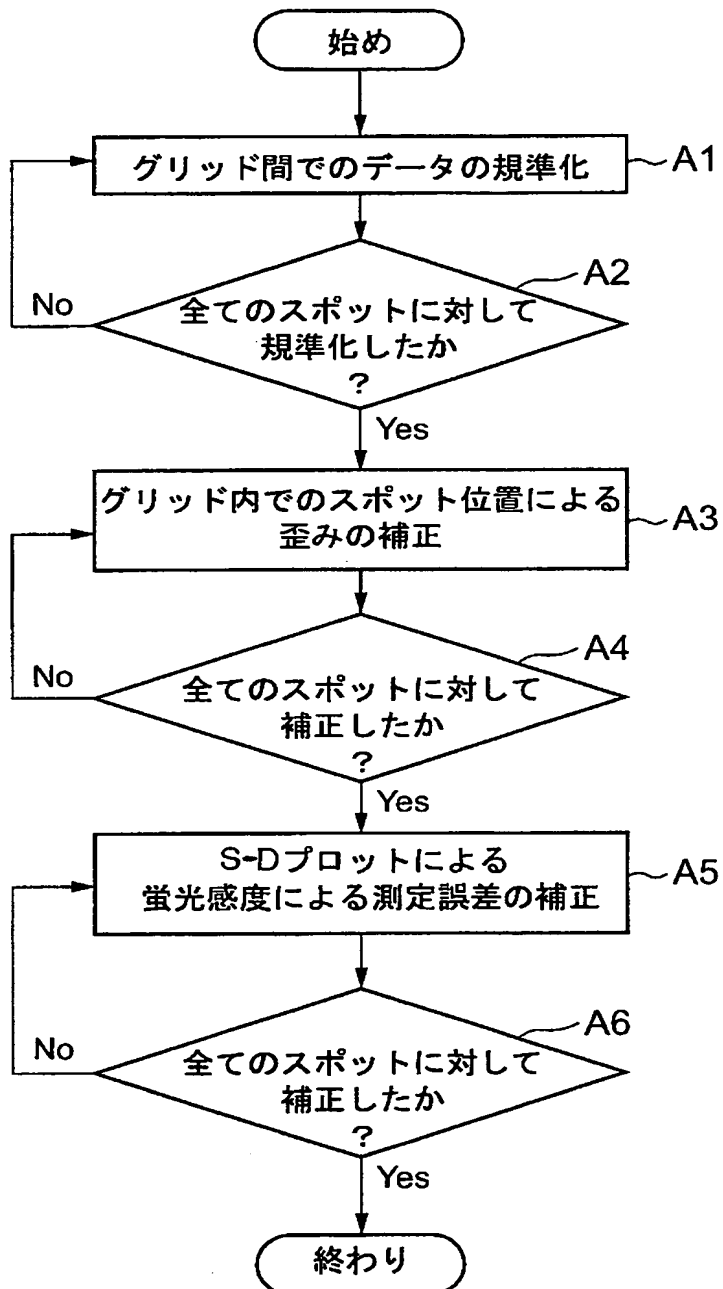 始め
グリッド間でのデータの規準化
A1
A2
全てのスポットに対して
規準化したか
?
No
Yes
グリッド内でのスポット位置による
歪みの補正
A3
A4
全てのスポットに対して
補正したか
?
No
Yes
S-Dプロットによる
蛍光感度による測定誤差の補正
A5
A6
全てのスポットに対して
補正したか
?
No
Yes
終わり